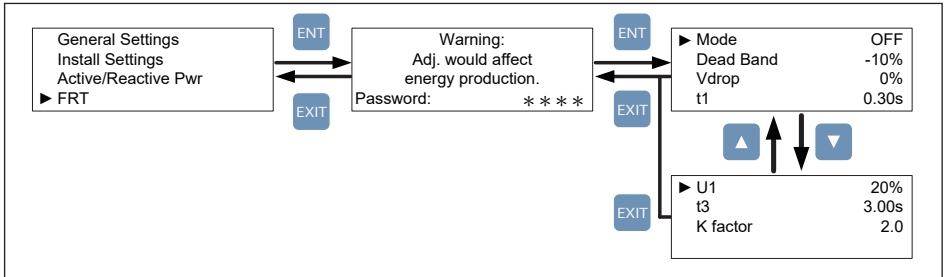 General Settings
Install Settings
Active/Reactive Pwr
► FRT
ENT
EXIT
Warning:
Adj. would affect
energy production.
Password: ****
ENT
EXIT
► Mode OFF
Dead Band -10%
Vdrop 0%
t1 0.30s
▲ ▼
EXIT
► U1 20%
t3 3.00s
K factor 2.0